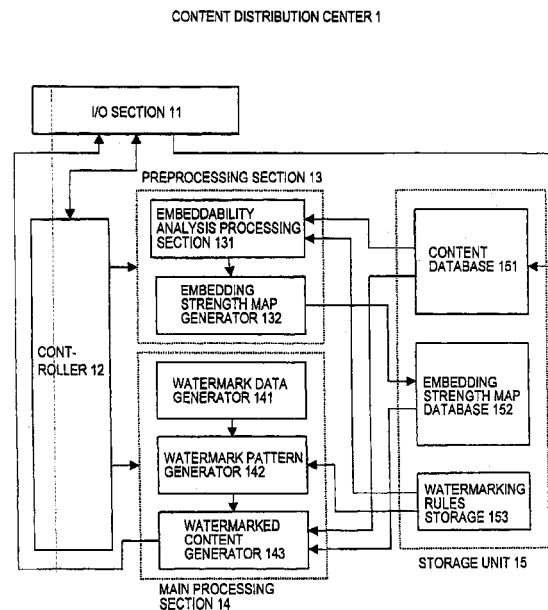 CONTENT DISTRIBUTION CENTER 1
I/O SECTION 11
PREPROCESSING SECTION 13
EMBEDDABILITY
ANALYSIS PROCESSING
SECTION 131
EMBEDDING
STRENGTH MAP
GENERATOR 132
CONT-
ROLLER 12
WATERMARK DATA
GENERATOR 141
WATERMARK PATTERN
GENERATOR 142
WATERMARKED
CONTENT
GENERATOR 143
MAIN PROCESSING
SECTION 14
CONTENT
DATABASE 151
EMBEDDING
STRENGTH MAP
DATABASE 152
WATERMARKING
RULES
STORAGE 153
STORAGE UNIT 15